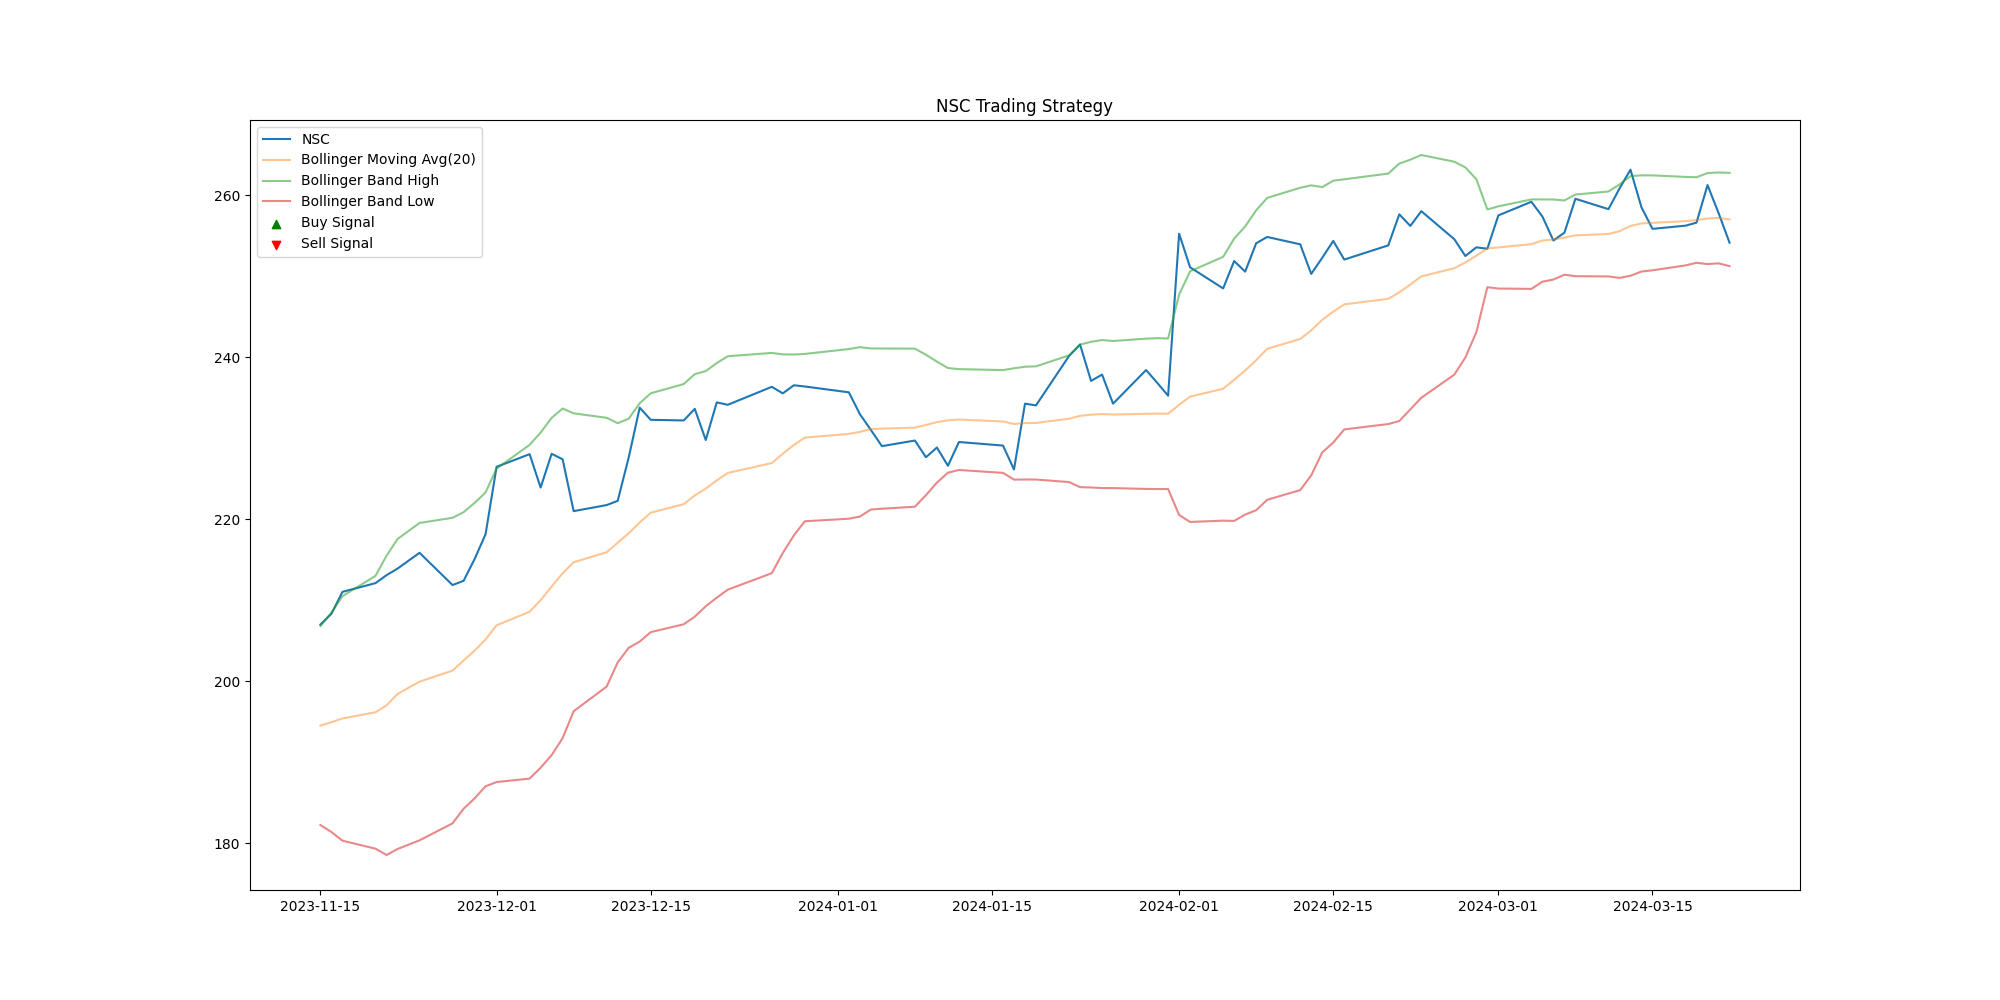 NSC Trading Strategy
NSC
Bollinger Moving Avg(20)
Bollinger Band High
Bollinger Band Low
Buy Signal
Sell Signal
260
240
220
200
180
2023-11-15 2023-12-01 2023-12-15 2024-01-01 2024-01-15 2024-02-01 2024-02-15 2024-03-01 2024-03-15